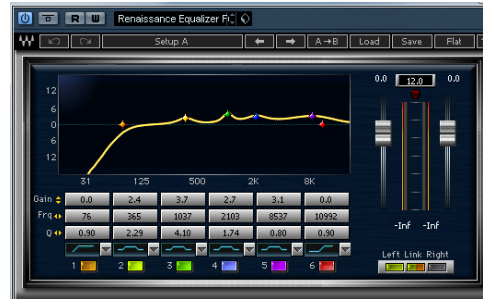 R W Renaissance Equalizer
Setup A A→B Load Save Flat
0.0 12.0 0.0
12
6
0
6
12
31 125 500 2K 8K
Gain 0.0 2.4 3.7 2.7 3.1 0.0
Frq 76 365 1037 2103 8537 10992
Q 0.90 2.29 4.10 1.74 0.80 0.90
-Inf -Inf
Left Link Right
1 2 3 4 5 6